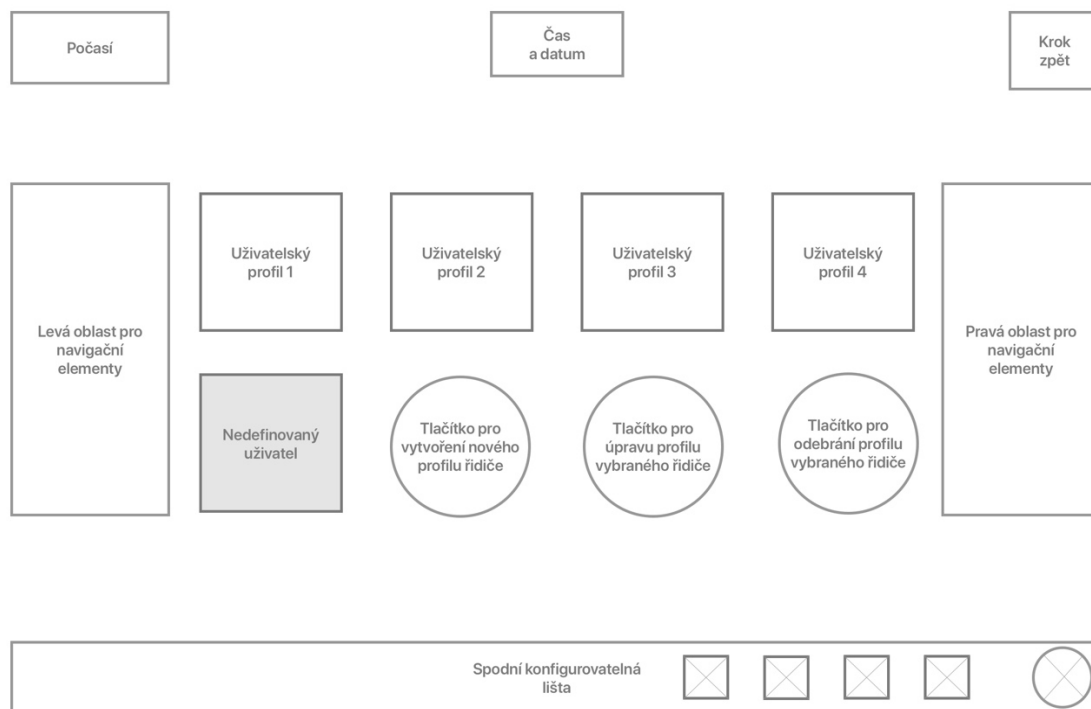 Počasí
Čas
a datum
Krok
zpět
Levá oblast pro
navigační
elementy
Uživatelský
profil 1
Uživatelský
profil 2
Uživatelský
profil 3
Uživatelský
profil 4
Pravá oblast pro
navigační
elementy
Nedefinovaný
uživatel
Tlačítko pro
vytvoření nového
profilu řidiče
Tlačítko pro
úpravu profilu
vybraného řidiče
Tlačítko pro
odebrání profilu
vybraného řidiče
Spodní konfigurovatelná
lišta